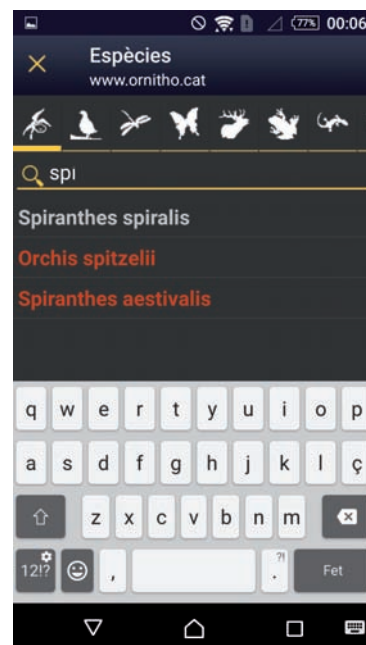 77% 00:06
Espècies
www.ornitho.cat
spi
Spiranthes spiralis
Orchis spitzelii
Spiranthes aestivalis
q w e r t y u i o p
a s d f g h j k l ç
z x c v b n m
12!? , . ?! Fet